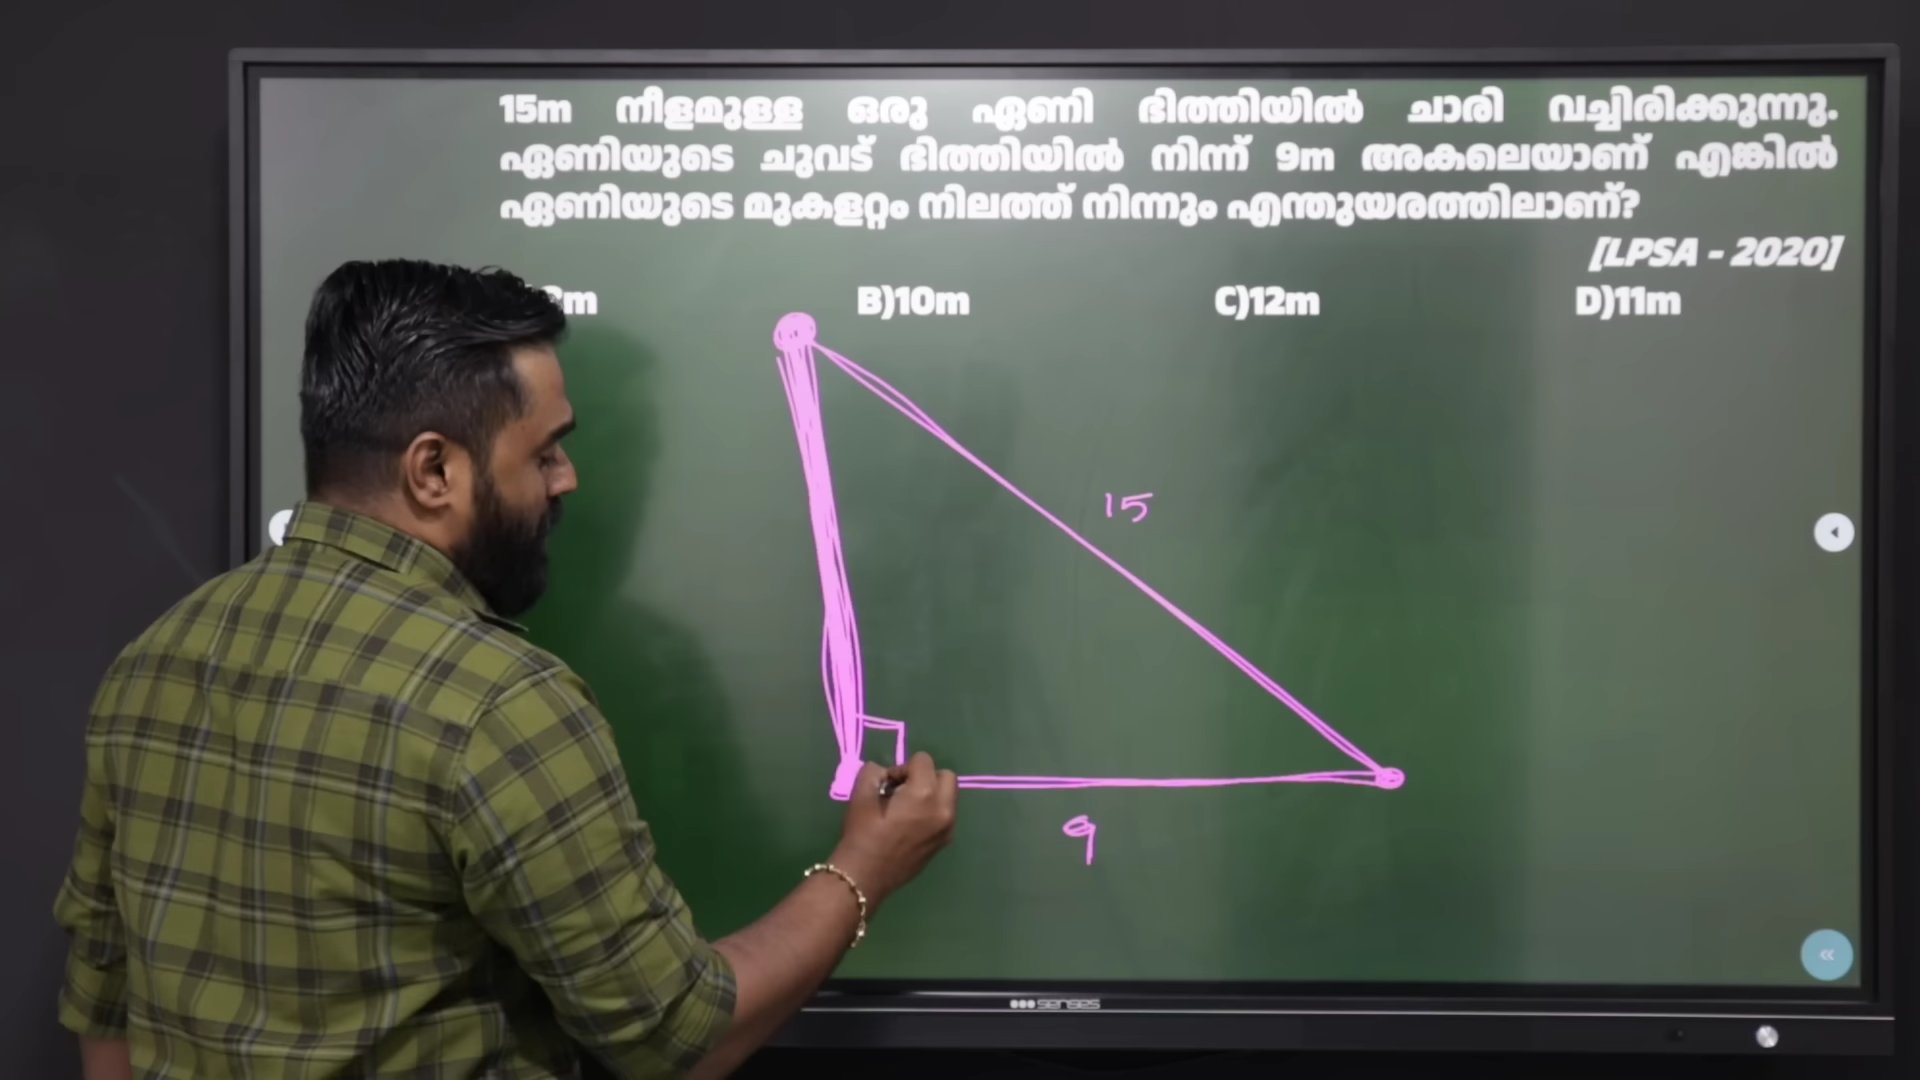 15m നീളമുള്ള ഒരു ഏണി ഭിത്തിയിൽ ചാരി വച്ചിരിക്കുന്നു.
ഏണിയുടെ ചുവട് ഭിത്തിയിൽ നിന്ന് 9m അകലെയാണ് എങ്കിൽ
ഏണിയുടെ മുകളറ്റം നിലത്ത് നിന്നും എന്തുയരത്തിലാണ്?
[LPSA - 2020]
B)10m C)12m D)11m
15
9
senses